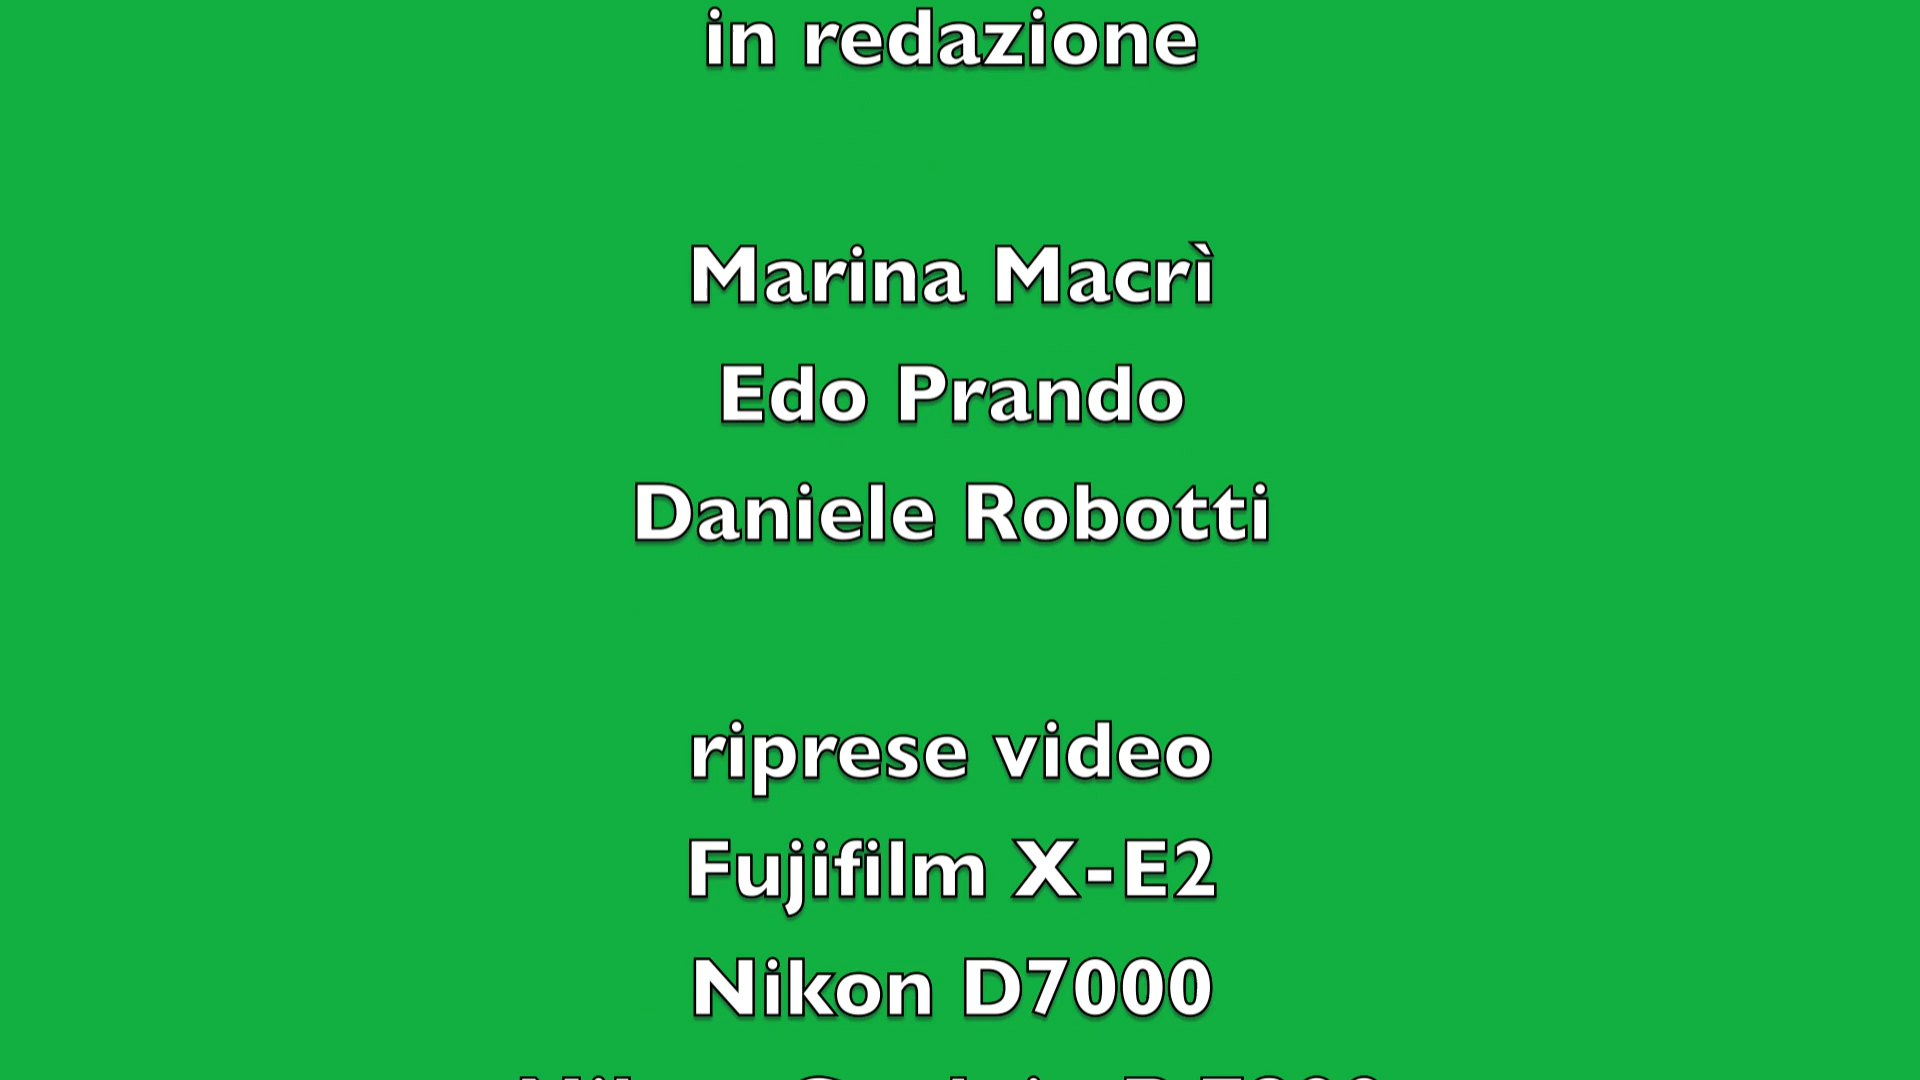 in redazione
Marina Macrì
Edo Prando
Daniele Robotti
riprese video
Fujifilm X-E2
Nikon D7000